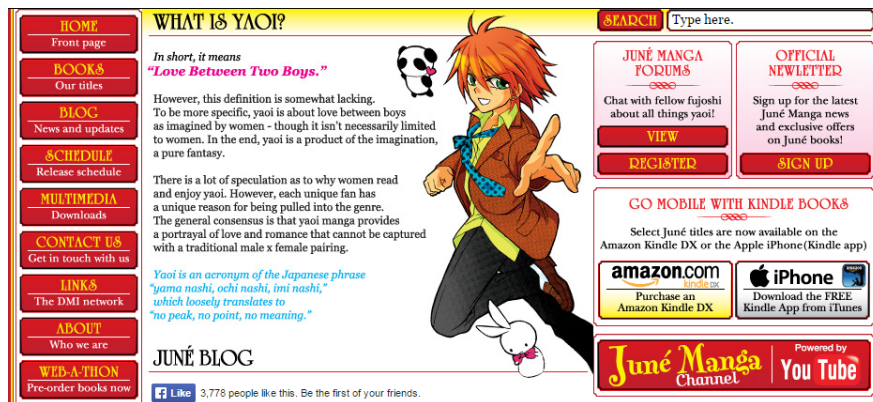 HOME
Front page
BOOKS
Our titles
BLOG
News and updates
SCHEDULE
Release schedule
MULTIMEDIA
Downloads
CONTACT US
Get in touch with us
LINKS
The DMI network
ABOUT
Who we are
WEB-A-THON
Pre-order books now
WHAT IS YAOI?
In short, it means
“Love Between Two Boys.”
However, this definition is somewhat lacking.
To be more specific, yaoi is about love between boys
as imagined by women - though it isn't necessarily limited
to women. In the end, yaoi is a product of the imagination,
a pure fantasy.
There is a lot of speculation as to why women read
and enjoy yaoi. However, each unique fan has
a unique reason for being pulled into the genre.
The general consensus is that yaoi manga provides
a portrayal of love and romance that cannot be captured
with a traditional male x female pairing.
Yaoi is an acronym of the Japanese phrase
“yama nashi, ochi nashi, imi nashi,”
which loosely translates to
“no peak, no point, no meaning.”
JUNÉ BLOG
Like 3,778 people like this. Be the first of your friends.
SEARCH Type here.
JUNÉ MANGA
FORUMS
Chat with fellow fujoshi
about all things yaoi!
VIEW
REGISTER
OFFICIAL
NEWLETTER
Sign up for the latest
Juné Manga news
and exclusive offers
on Juné books!
SIGN UP
GO MOBILE WITH KINDLE BOOKS
Select Juné titles are now available on the
Amazon Kindle DX or the Apple iPhone(Kindle app)
amazon.com
kindle DX
Purchase an
Amazon Kindle DX
iPhone
Download the FREE
Kindle App from iTunes
Juné Manga
Channel
Powered by
You Tube